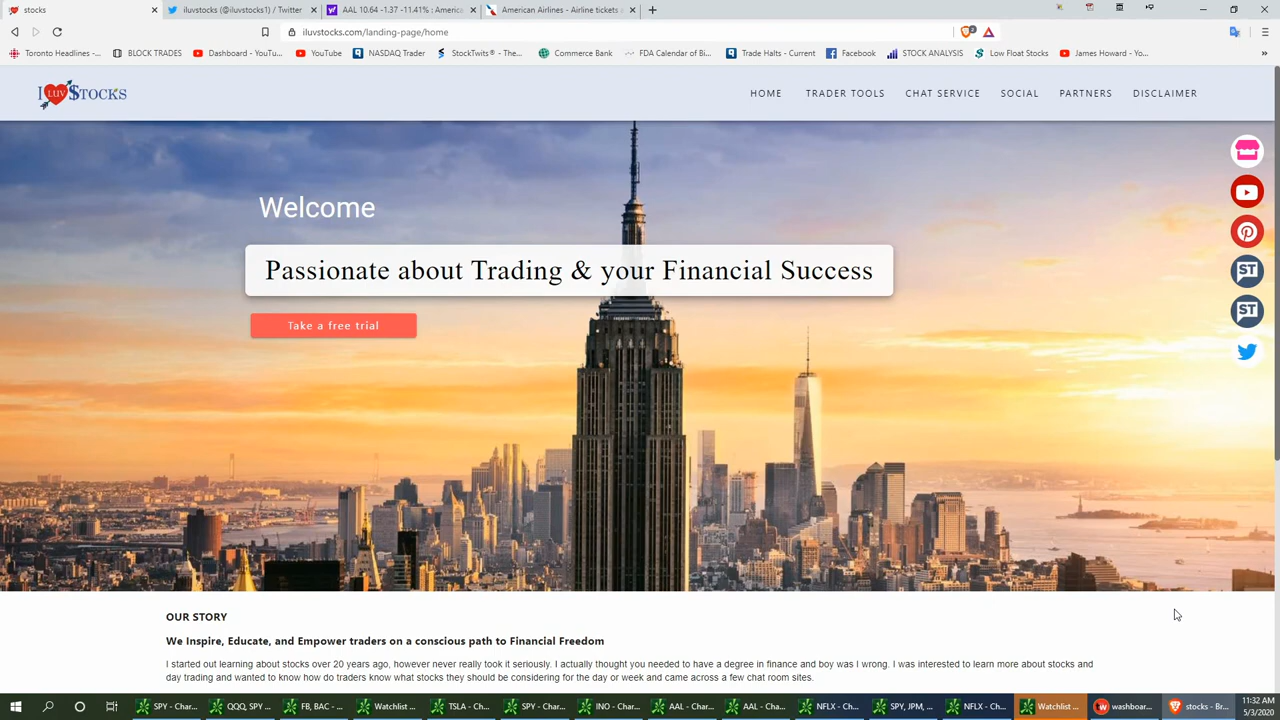 stocks
iluvstocks (@iluvstocks1) / Twitter
AAL 10.64 -1.37 -11.41% : America
American Airlines - Airline tickets a
iluvstocks.com/landing-page/home
2
Toronto Headlines -...
BLOCK TRADES
Dashboard - YouTu...
YouTube
NASDAQ Trader
StockTwits® - The...
Commerce Bank
FDA Calendar of Bi...
Trade Halts - Current
Facebook
STOCK ANALYSIS
Low Float Stocks
James Howard - Yo...
I LUV $TOCKS
HOME
TRADER TOOLS
CHAT SERVICE
SOCIAL
PARTNERS
DISCLAIMER
Welcome
Passionate about Trading & your Financial Success
Take a free trial
ST
ST
OUR STORY
We Inspire, Educate, and Empower traders on a conscious path to Financial Freedom
I started out learning about stocks over 20 years ago, however never really took it seriously. I actually thought you needed to have a degree in finance and boy was I wrong. I was interested to learn more about stocks and
day trading and wanted to know how do traders know what stocks they should be considering for the day or week and came across a few chat room sites.
SPY - Char...
QQQ, SPY ...
FB, BAC - ...
Watchlist ...
TSLA - Ch...
SPY - Char...
INO - Char...
AAL - Char...
AAL - Char...
NFLX - Ch...
SPY, JPM, ...
NFLX - Ch...
Watchlist ...
washboar...
stocks - Br...
11:32 AM
5/3/2020